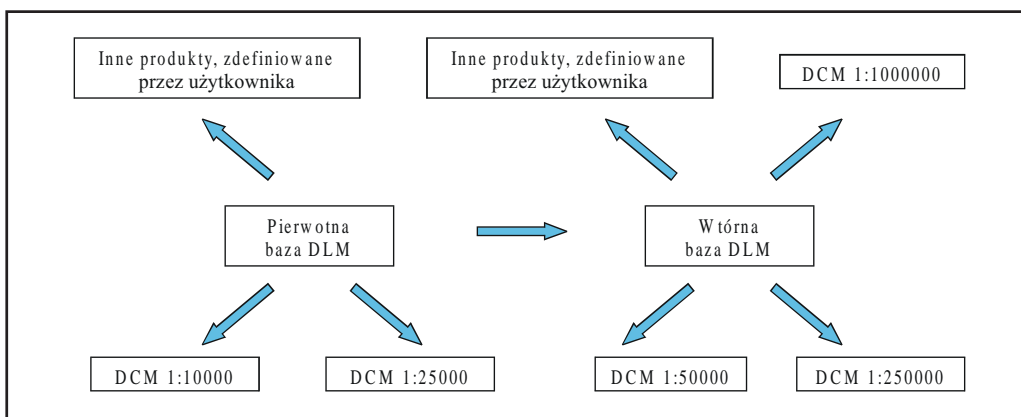 Inne produkty, zdefiniowane
przez użytkownika
Inne produkty, zdefiniowane
przez użytkownika
DCM 1:1000000
Pierwotna
baza DLM
Wtórna
baza DLM
DCM 1:10000
DCM 1:25000
DCM 1:50000
DCM 1:250000